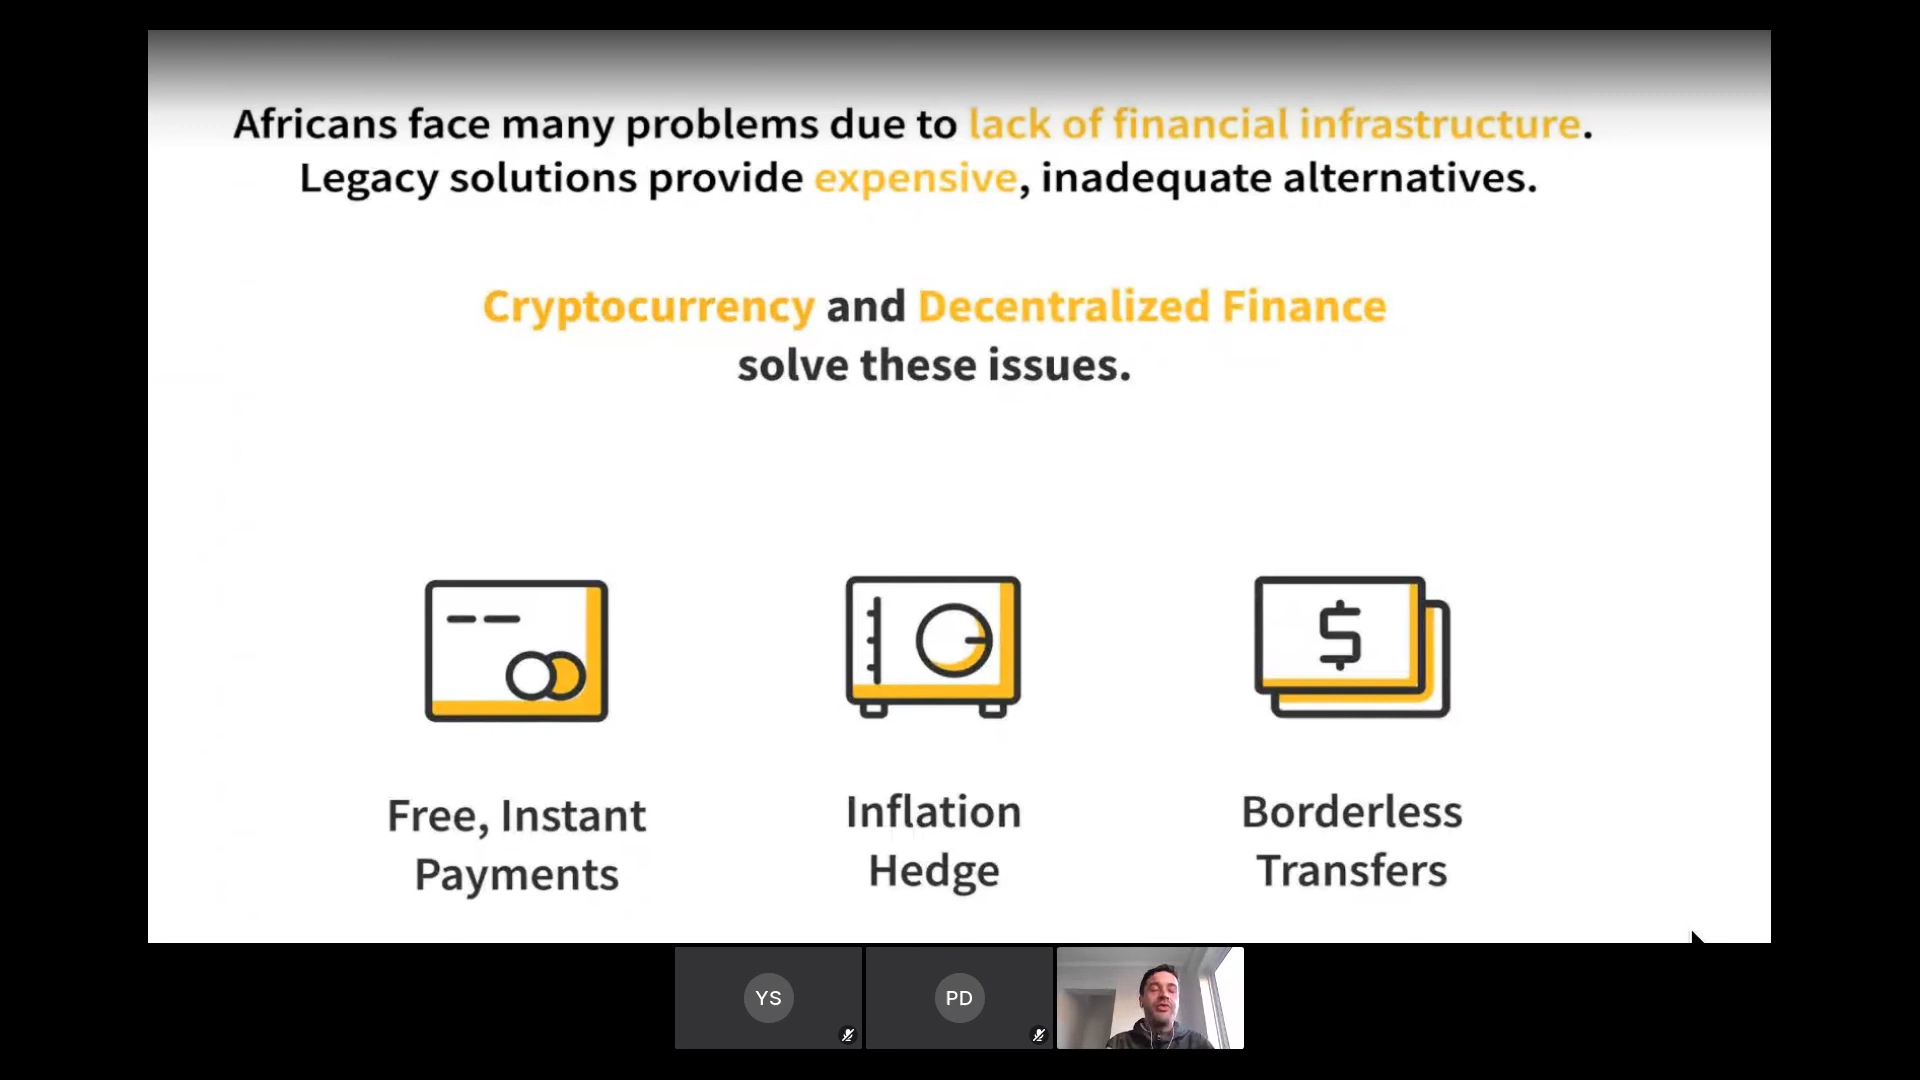 Africans face many problems due to lack of financial infrastructure.
Legacy solutions provide expensive, inadequate alternatives.
Cryptocurrency and Decentralized Finance
solve these issues.
$
Free, Instant
Payments
Inflation
Hedge
Borderless
Transfers
YS
PD